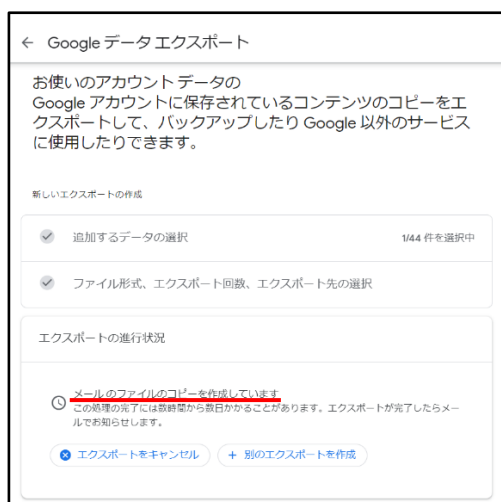 ← Google データ エクスポート
お使いのアカウント データの
Google アカウントに保存されているコンテンツのコピーをエ
クスポートして、バックアップしたり Google 以外のサービス
に使用したりできます。
新しいエクスポートの作成
追加するデータの選択 1/44 件を選択中
ファイル形式、エクスポート回数、エクスポート先の選択
エクスポートの進行状況
メール のファイルのコピーを作成しています
この処理の完了には数時間から数日かかることがあります。エクスポートが完了したらメー
ルでお知らせします。
エクスポートをキャンセル + 別のエクスポートを作成